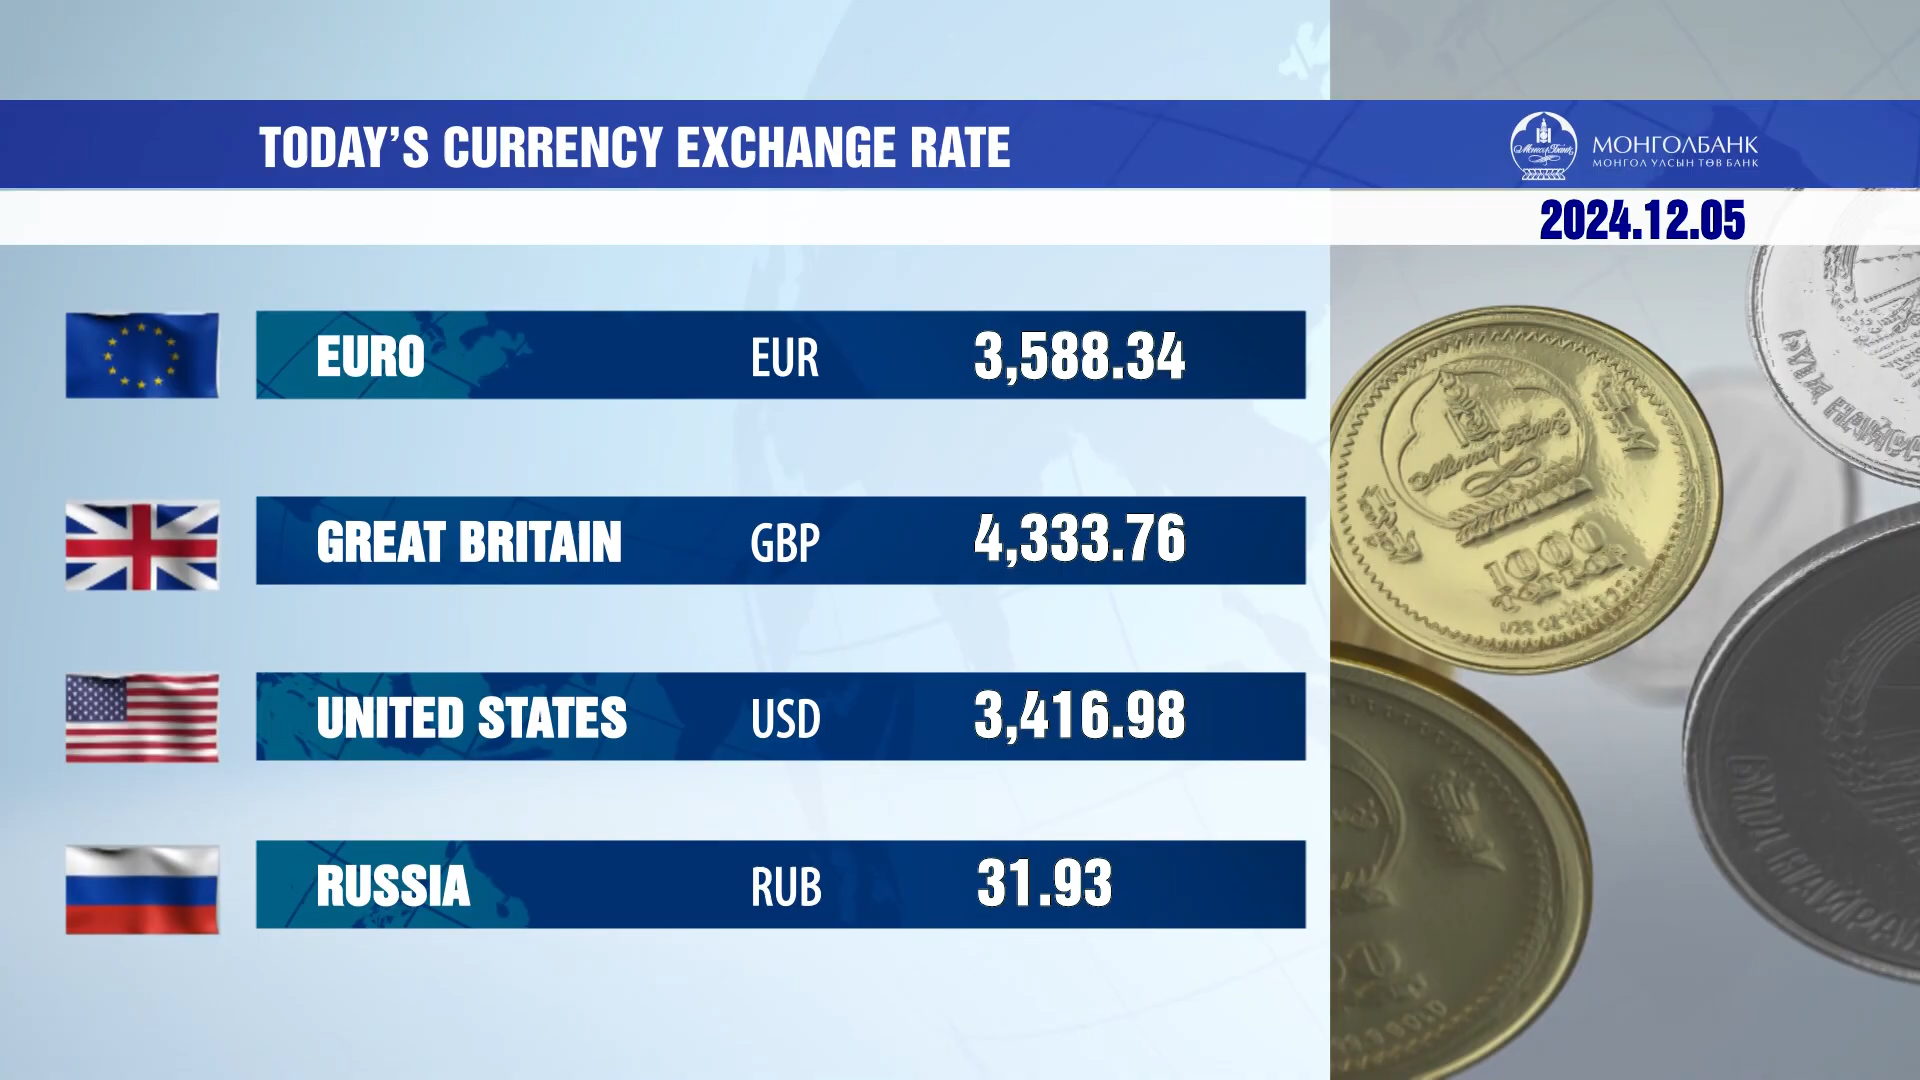 TODAY'S CURRENCY EXCHANGE RATE
МОНГОЛБАНК
МОНГОЛ УЛСЫН ТӨВ БАНК
2024.12.05
EURO EUR 3,588.34
GREAT BRITAIN GBP 4,333.76
UNITED STATES USD 3,416.98
RUSSIA RUB 31.93
1000